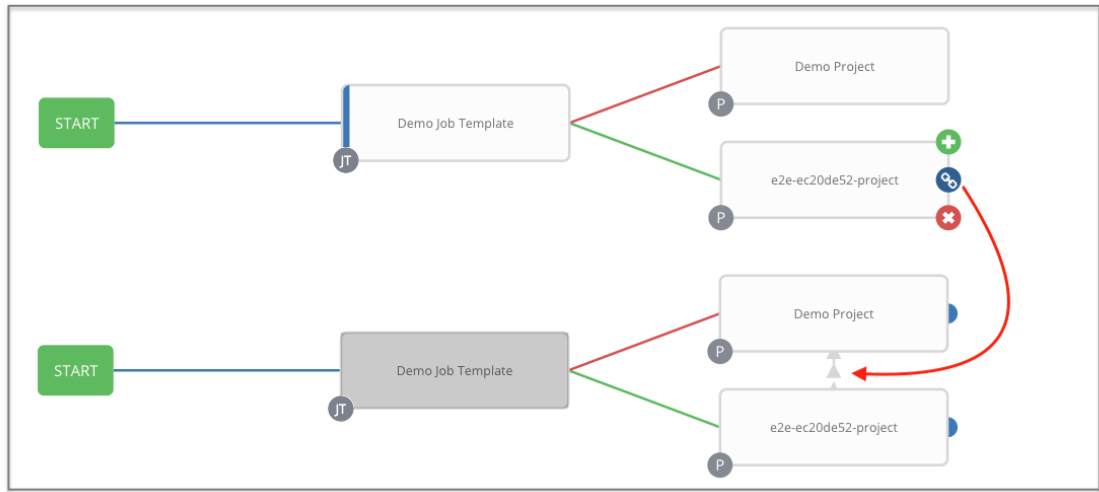 Demo Project
P
START
Demo Job Template
JT
e2e-ec20de52-project
P
Demo Project
P
START
Demo Job Template
JT
e2e-ec20de52-project
P